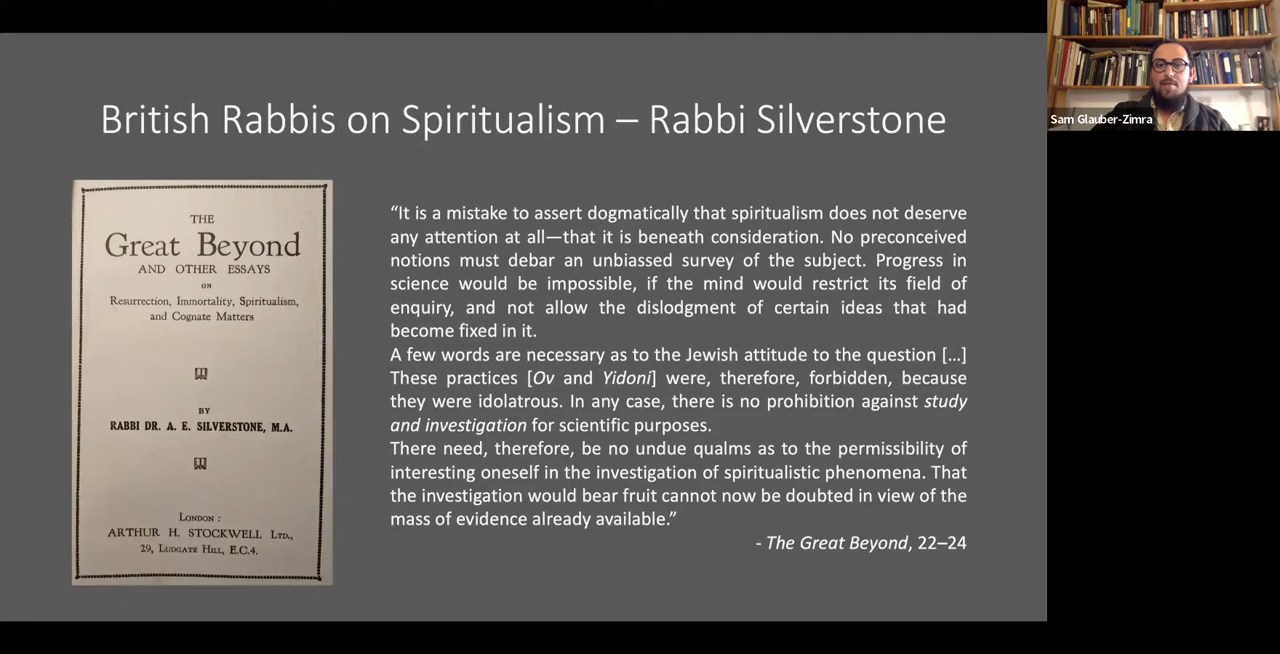 British Rabbis on Spiritualism – Rabbi Silverstone
THE
Great Beyond
AND OTHER ESSAYS
ON
Resurrection, Immortality, Spiritualism,
and Cognate Matters
BY
RABBI DR. A. E. SILVERSTONE, M.A.
LONDON :
ARTHUR H. STOCKWELL LTD.,
29, LUDGATE HILL, E.C.4.
“It is a mistake to assert dogmatically that spiritualism does not deserve
any attention at all—that it is beneath consideration. No preconceived
notions must debar an unbiassed survey of the subject. Progress in
science would be impossible, if the mind would restrict its field of
enquiry, and not allow the dislodgment of certain ideas that had
become fixed in it.
A few words are necessary as to the Jewish attitude to the question […]
These practices [Ov and Yidoni] were, therefore, forbidden, because
they were idolatrous. In any case, there is no prohibition against study
and investigation for scientific purposes.
There need, therefore, be no undue qualms as to the permissibility of
interesting oneself in the investigation of spiritualistic phenomena. That
the investigation would bear fruit cannot now be doubted in view of the
mass of evidence already available.”
- The Great Beyond, 22–24
Sam Glauber-Zimra